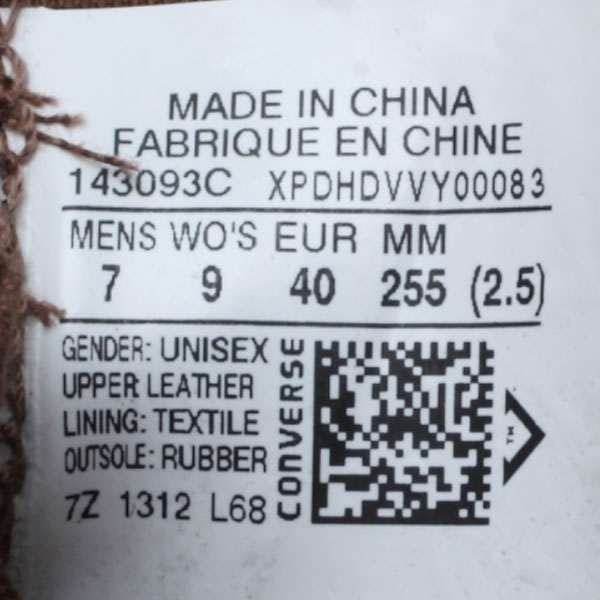 MADE IN CHINA
FABRIQUE EN CHINE
143093C XPDHDVVY00083
MENS WO'S EUR MM
7 9 40 255 (2.5)
GENDER: UNISEX
UPPER LEATHER
LINING: TEXTILE
OUTSOLE: RUBBER
7Z 1312 L68
CONVERSE
TM